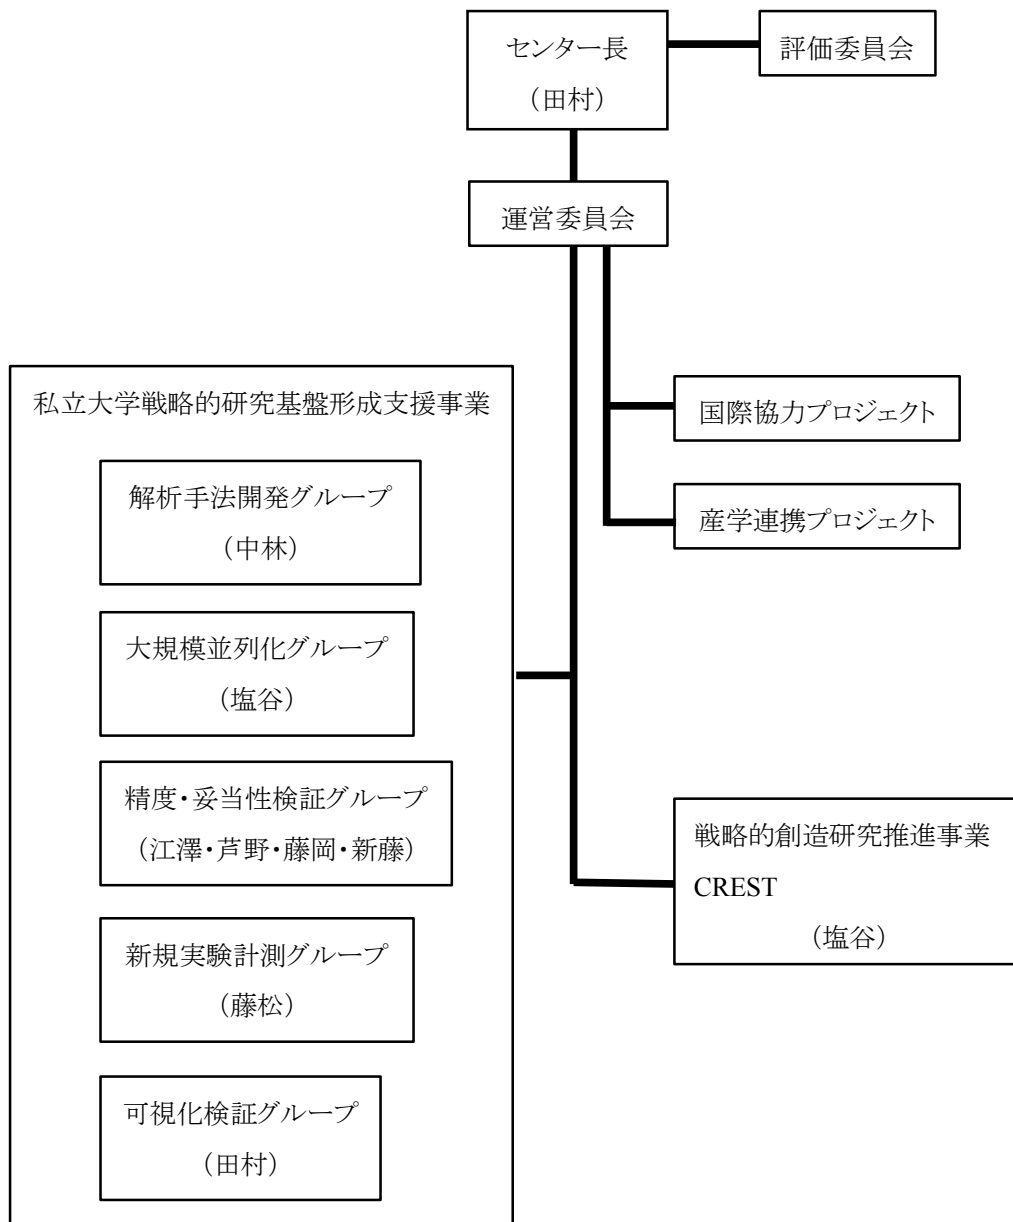 センター長
（田村）
評価委員会
運営委員会
国際協力プロジェクト
産学連携プロジェクト
私立大学戦略的研究基盤形成支援事業
解析手法開発グループ
（中林）
大規模並列化グループ
（塩谷）
精度・妥当性検証グループ
（江澤・芦野・藤岡・新藤）
新規実験計測グループ
（藤松）
可視化検証グループ
（田村）
戦略的創造研究推進事業
CREST
（塩谷）